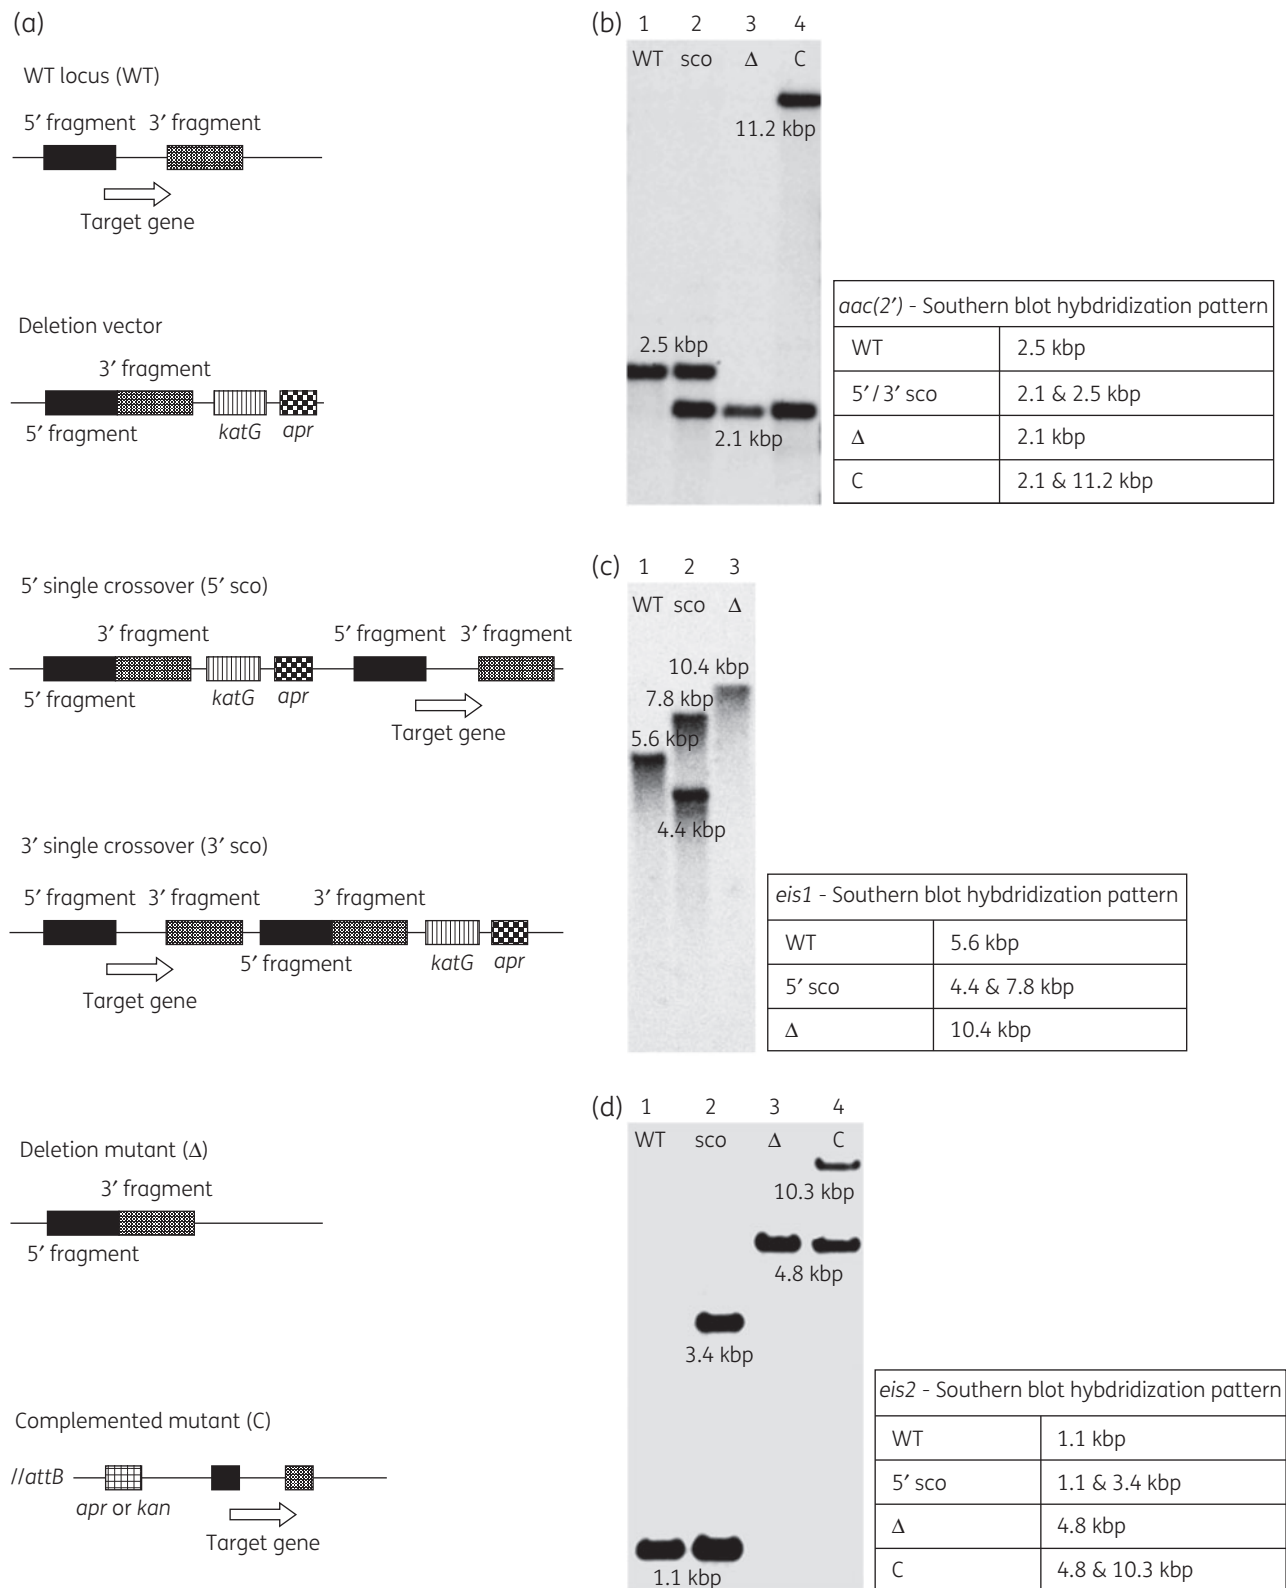 (a)
WT locus (WT)
5′ fragment 3′ fragment
Target gene
Deletion vector
3′ fragment
5′ fragment katG apr
5′ single crossover (5′ sco)
3′ fragment 5′ fragment 3′ fragment
5′ fragment katG apr
Target gene
3′ single crossover (3′ sco)
5′ fragment 3′ fragment 3′ fragment
5′ fragment katG apr
Target gene
Deletion mutant (Δ)
3′ fragment
5′ fragment
Complemented mutant (C)
//attB
apr or kan
Target gene
(b) 1 2 3 4
WT sco Δ C
11.2 kbp
2.5 kbp
2.1 kbp
aac(2′) - Southern blot hybdridization pattern
WT 2.5 kbp
5′/3′ sco 2.1 & 2.5 kbp
Δ 2.1 kbp
C 2.1 & 11.2 kbp
(c) 1 2 3
WT sco Δ
10.4 kbp
7.8 kbp
5.6 kbp
4.4 kbp
eis1 - Southern blot hybdridization pattern
WT 5.6 kbp
5′ sco 4.4 & 7.8 kbp
Δ 10.4 kbp
(d) 1 2 3 4
WT sco Δ C
10.3 kbp
4.8 kbp
3.4 kbp
1.1 kbp
eis2 - Southern blot hybdridization pattern
WT 1.1 kbp
5′ sco 1.1 & 3.4 kbp
Δ 4.8 kbp
C 4.8 & 10.3 kbp